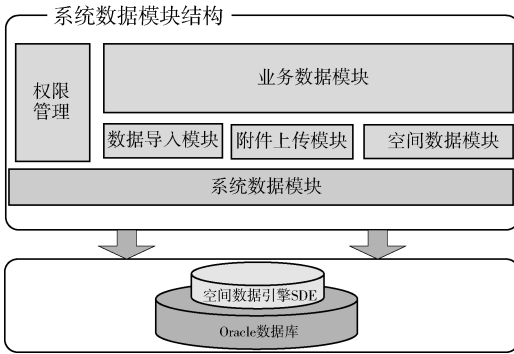 系统数据模块结构
权限
管理
业务数据模块
数据导入模块
附件上传模块
空间数据模块
系统数据模块
空间数据引擎SDE
Oracle数据库